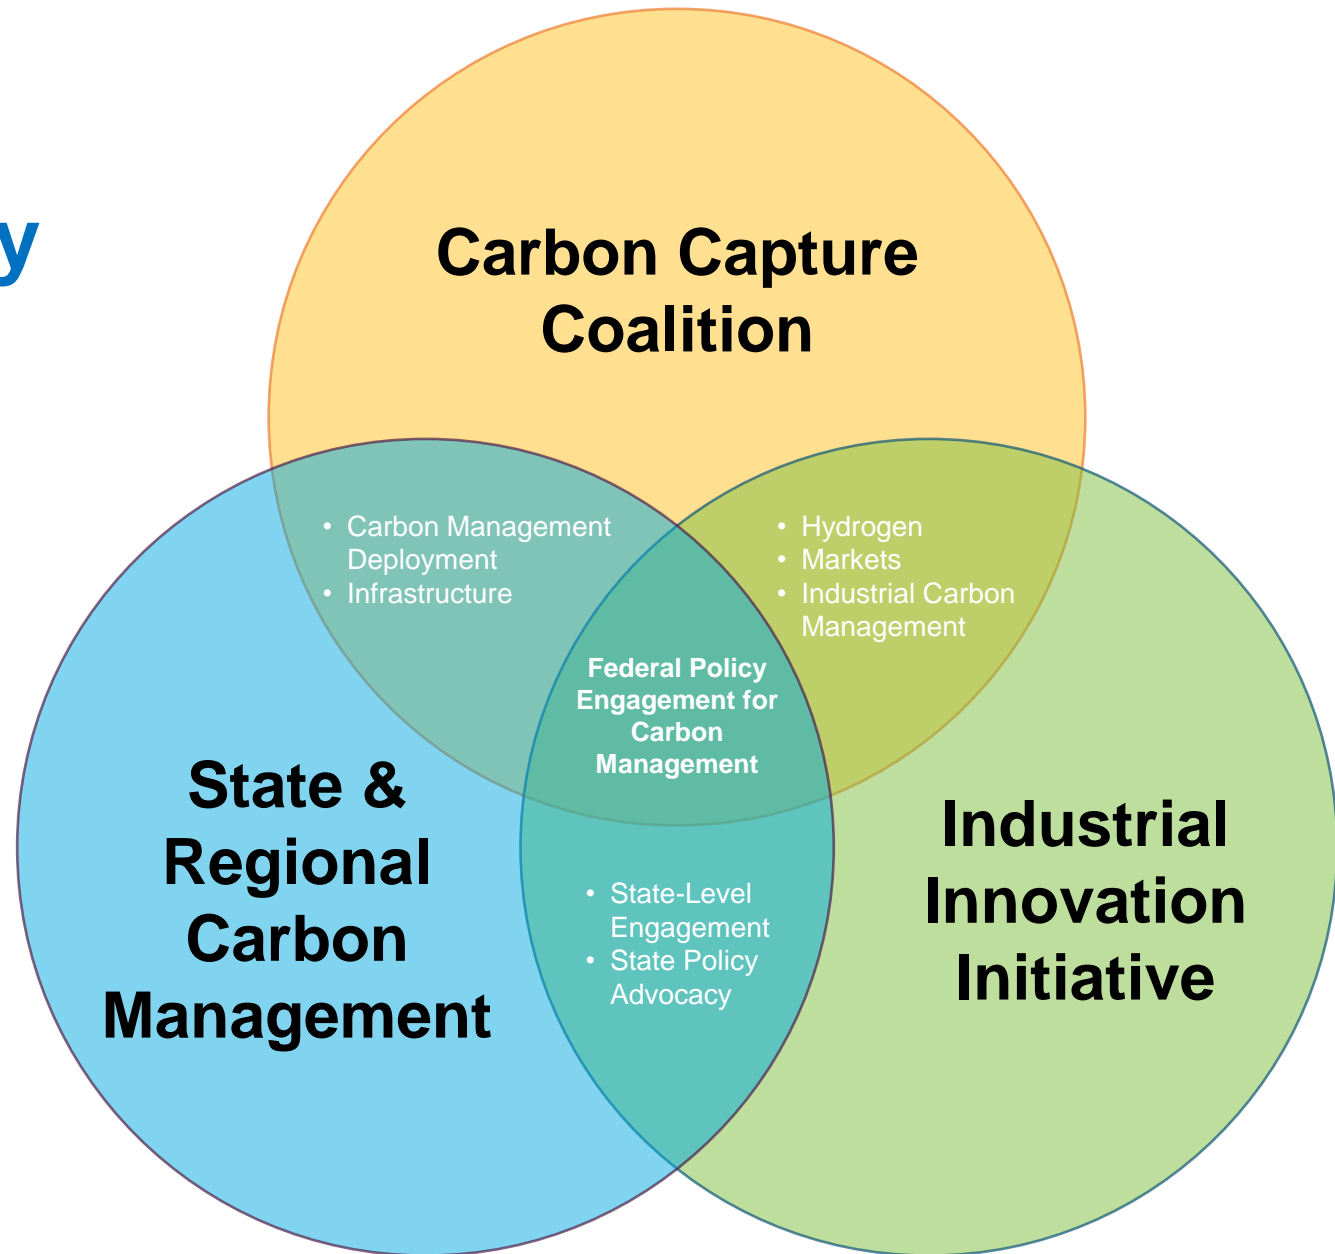 y
Carbon Capture
Coalition
• Carbon Management
Deployment
• Infrastructure
• Hydrogen
• Markets
• Industrial Carbon
Management
Federal Policy
Engagement for
Carbon
Management
State &
Regional
Carbon
Management
• State-Level
Engagement
• State Policy
Advocacy
Industrial
Innovation
Initiative